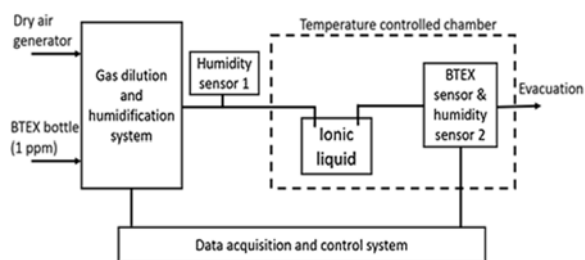 Dry air
generator
BTEX bottle
(1 ppm)
Gas dilution
and
humidification
system
Humidity
sensor 1
Temperature controlled chamber
Ionic
liquid
BTEX
sensor &
humidity
sensor 2
Evacuation
Data acquisition and control system